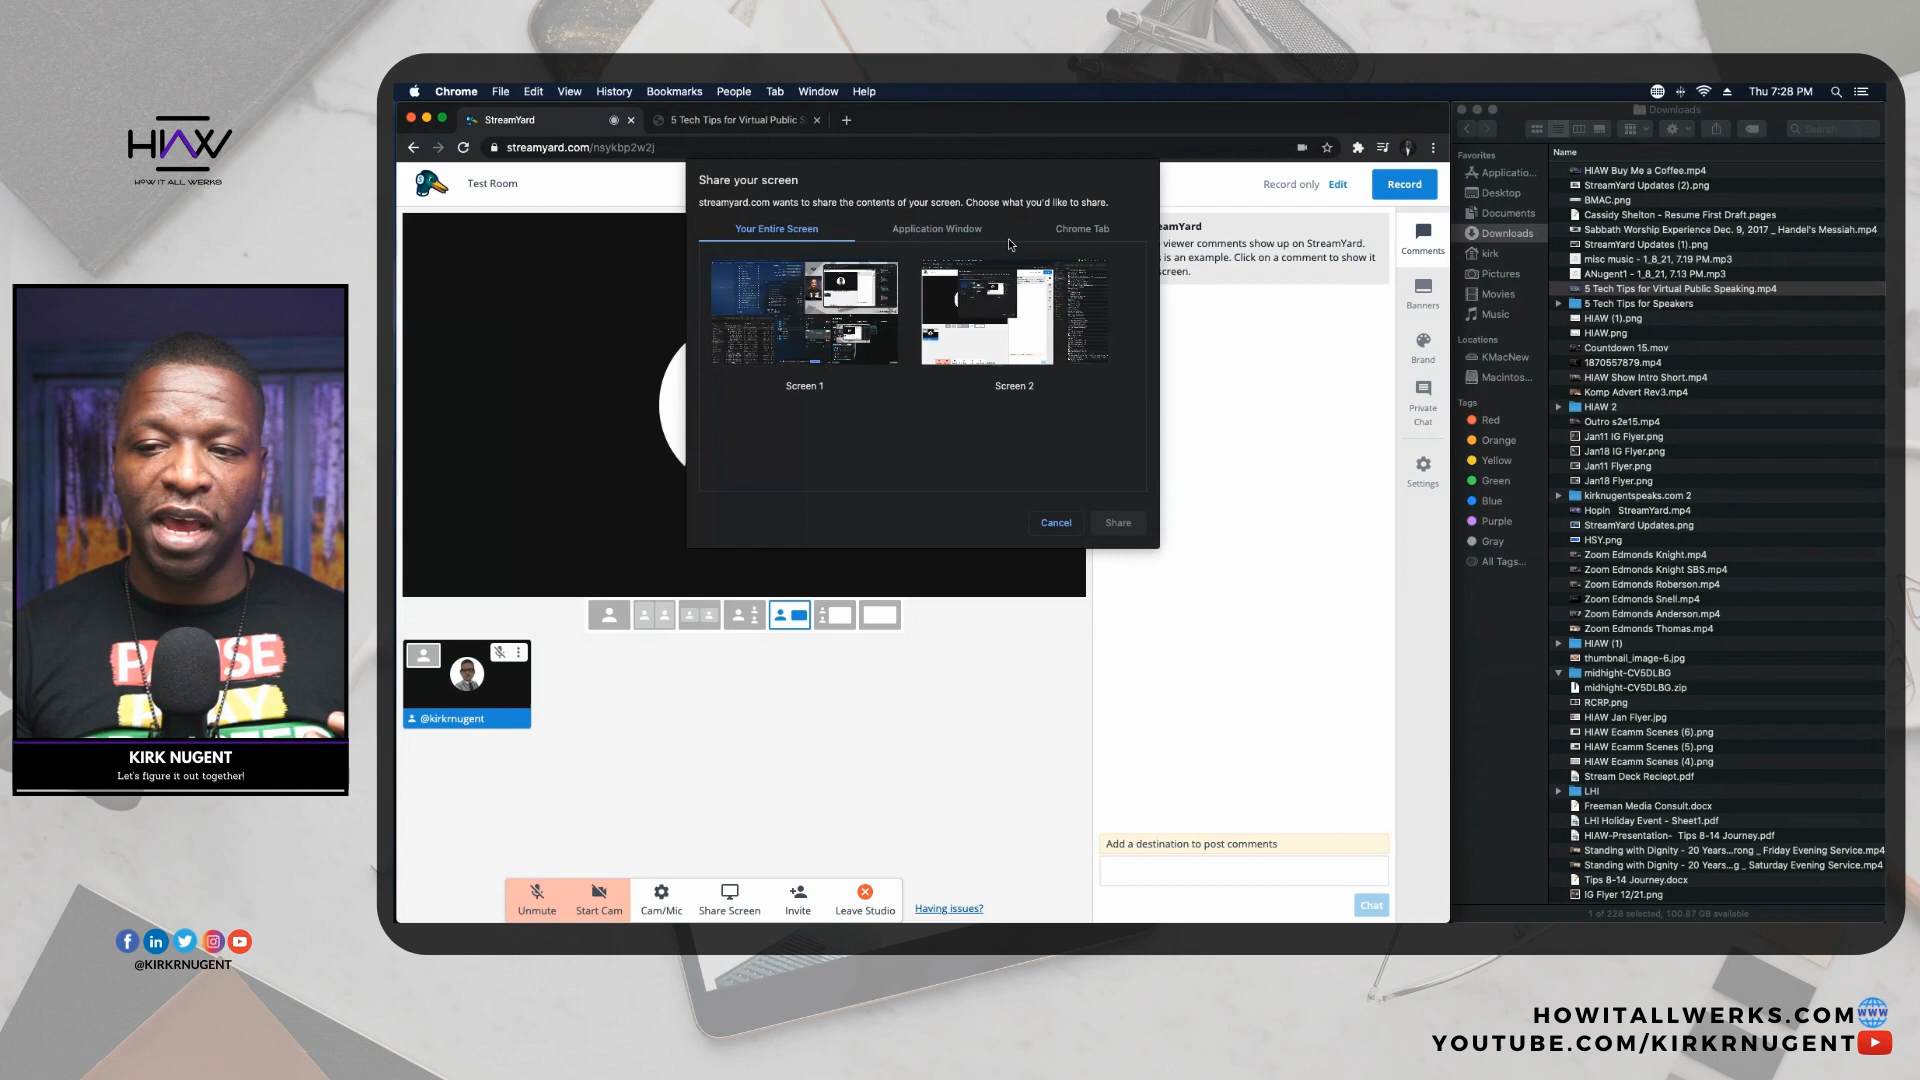 HIAW
HOW IT ALL WERKS
KIRK NUGENT
Let's figure it out together!
@KIRKRNUGENT
Chrome File Edit View History Bookmarks People Tab Window Help
Thu 7:28 PM
StreamYard
5 Tech Tips for Virtual Public S
streamyard.com/nsykbp2w2j
Test Room
Record only Edit Record
Share your screen
streamyard.com wants to share the contents of your screen. Choose what you'd like to share.
Your Entire Screen Application Window Chrome Tab
Screen 1 Screen 2
Cancel Share
eamYard
viewer comments show up on StreamYard.
is an example. Click on a comment to show it
screen.
Comments
Banners
Brand
Private
Chat
Settings
@kirkrnugent
Add a destination to post comments
Chat
Unmute Start Cam Cam/Mic Share Screen Invite Leave Studio Having issues?
Downloads
Search
Favorites
Applicatio...
Desktop
Documents
Downloads
kirk
Pictures
Movies
Music
Locations
KMacNew
Macintos...
Tags
Red
Orange
Yellow
Green
Blue
Purple
Gray
All Tags...
Name
HIAW Buy Me a Coffee.mp4
StreamYard Updates (2).png
BMAC.png
Cassidy Shelton - Resume First Draft.pages
Sabbath Worship Experience Dec. 9, 2017 _ Handel's Messiah.mp4
StreamYard Updates (1).png
misc music - 1_8_21, 7.19 PM.mp3
ANugent1 - 1_8_21, 7.13 PM.mp3
5 Tech Tips for Virtual Public Speaking.mp4
5 Tech Tips for Speakers
HIAW (1).png
HIAW.png
Countdown 15.mov
1870557879.mp4
HIAW Show Intro Short.mp4
Komp Advert Rev3.mp4
HIAW 2
Outro s2e15.mp4
Jan11 IG Flyer.png
Jan18 IG Flyer.png
Jan11 Flyer.png
Jan18 Flyer.png
kirknugentspeaks.com 2
Hopin StreamYard.mp4
StreamYard Updates.png
HSY.png
Zoom Edmonds Knight.mp4
Zoom Edmonds Knight SBS.mp4
Zoom Edmonds Roberson.mp4
Zoom Edmonds Snell.mp4
Zoom Edmonds Anderson.mp4
Zoom Edmonds Thomas.mp4
HIAW (1)
thumbnail_image-6.jpg
midhight-CV5DLBG
midhight-CV5DLBG.zip
RCRP.png
HIAW Jan Flyer.jpg
HIAW Ecamm Scenes (6).png
HIAW Ecamm Scenes (5).png
HIAW Ecamm Scenes (4).png
Stream Deck Reciept.pdf
LHI
Freeman Media Consult.docx
LHI Holiday Event - Sheet1.pdf
HIAW-Presentation- Tips 8-14 Journey.pdf
Standing with Dignity - 20 Years...rong _ Friday Evening Service.mp4
Standing with Dignity - 20 Years...g _ Saturday Evening Service.mp4
Tips 8-14 Journey.docx
IG Flyer 12/21.png
1 of 228 selected, 100.87 GB available
HOWITALLWERKS.COM
YOUTUBE.COM/KIRKRNUGENT